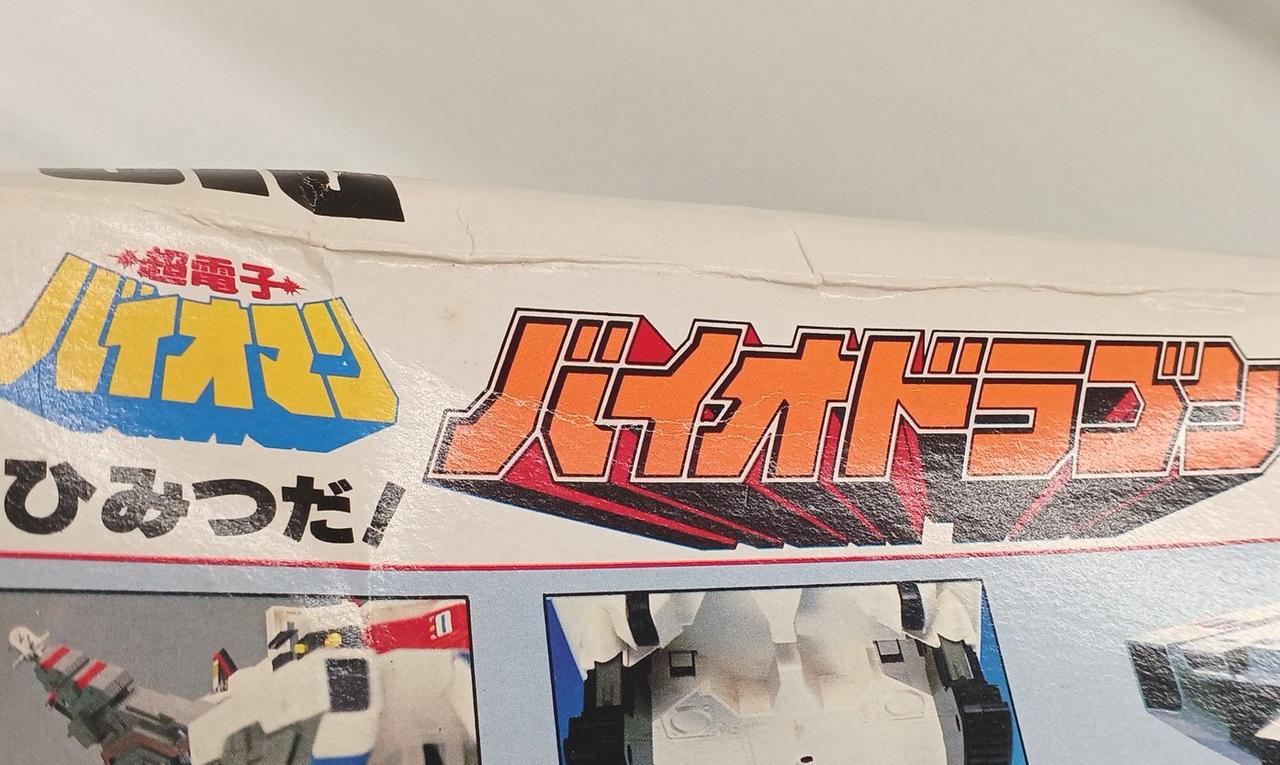 超電子
バイオマン
バイオドラゴン
ひみつだ!